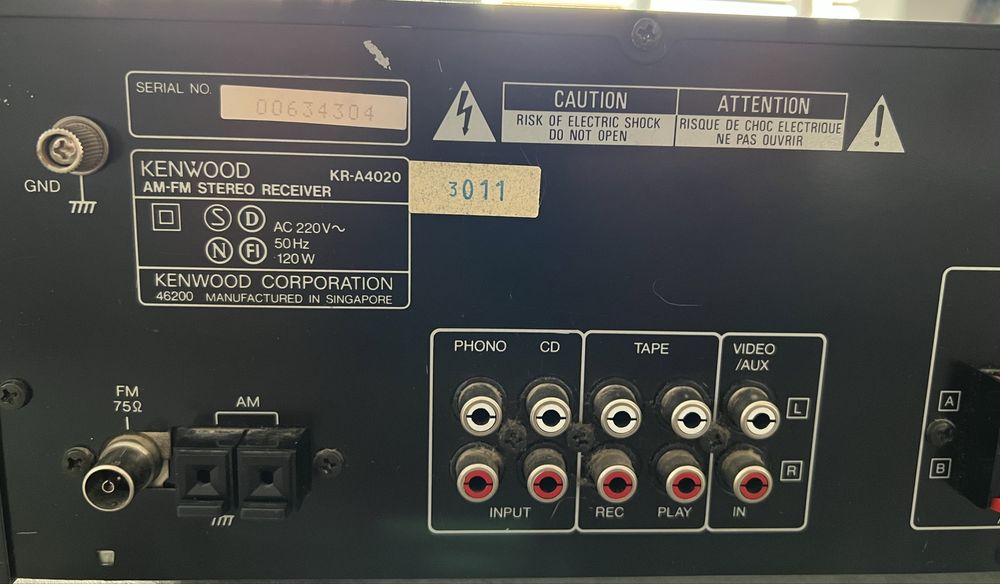 SERIAL NO. 00634304
CAUTION
RISK OF ELECTRIC SHOCK
DO NOT OPEN
ATTENTION
RISQUE DE CHOC ELECTRIQUE
NE PAS OUVRIR
GND
KENWOOD KR-A4020
AM-FM STEREO RECEIVER
3011
S D
N FI
AC 220V~
50Hz
120W
KENWOOD CORPORATION
46200 MANUFACTURED IN SINGAPORE
FM
75Ω
AM
PHONO CD TAPE VIDEO
/AUX
L
R
INPUT REC PLAY IN
A
B